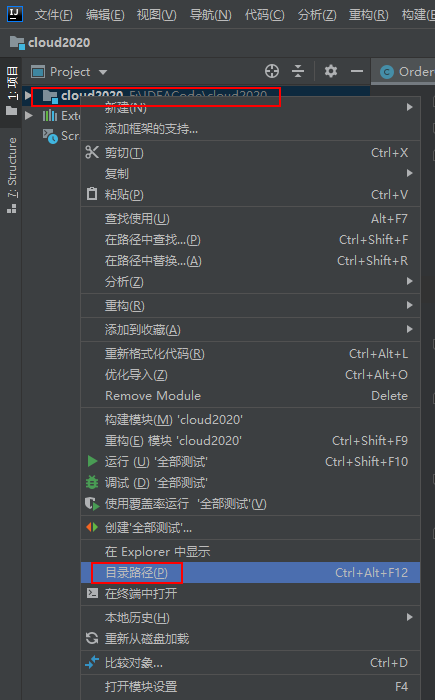 文件(F) 编辑(E) 视图(V) 导航(N) 代码(C) 分析(Z) 重构(R) 构建(
cloud2020
1: 项目
7: Structure
Project
Order
cloud2020 F:\IDEACode\cloud2020
Exte
Scr
新建(N)
添加框架的支持...
剪切(T) Ctrl+X
复制
粘贴(P) Ctrl+V
查找使用(U) Alt+F7
在路径中查找...(P) Ctrl+Shift+F
在路径中替换...(A) Ctrl+Shift+R
分析(Z)
重构(R)
添加到收藏(A)
重新格式化代码(R) Ctrl+Alt+L
优化导入(Z) Ctrl+Alt+O
Remove Module Delete
构建模块(M) 'cloud2020'
重构(E) 模块 'cloud2020' Ctrl+Shift+F9
运行 (U) '全部测试' Ctrl+Shift+F10
调试 (D) '全部测试'
使用覆盖率运行 '全部测试'(V)
创建'全部测试'...
在 Explorer 中显示
目录路径(P) Ctrl+Alt+F12
在终端中打开
本地历史(H)
重新从磁盘加载
比较对象... Ctrl+D
打开模块设置 F4